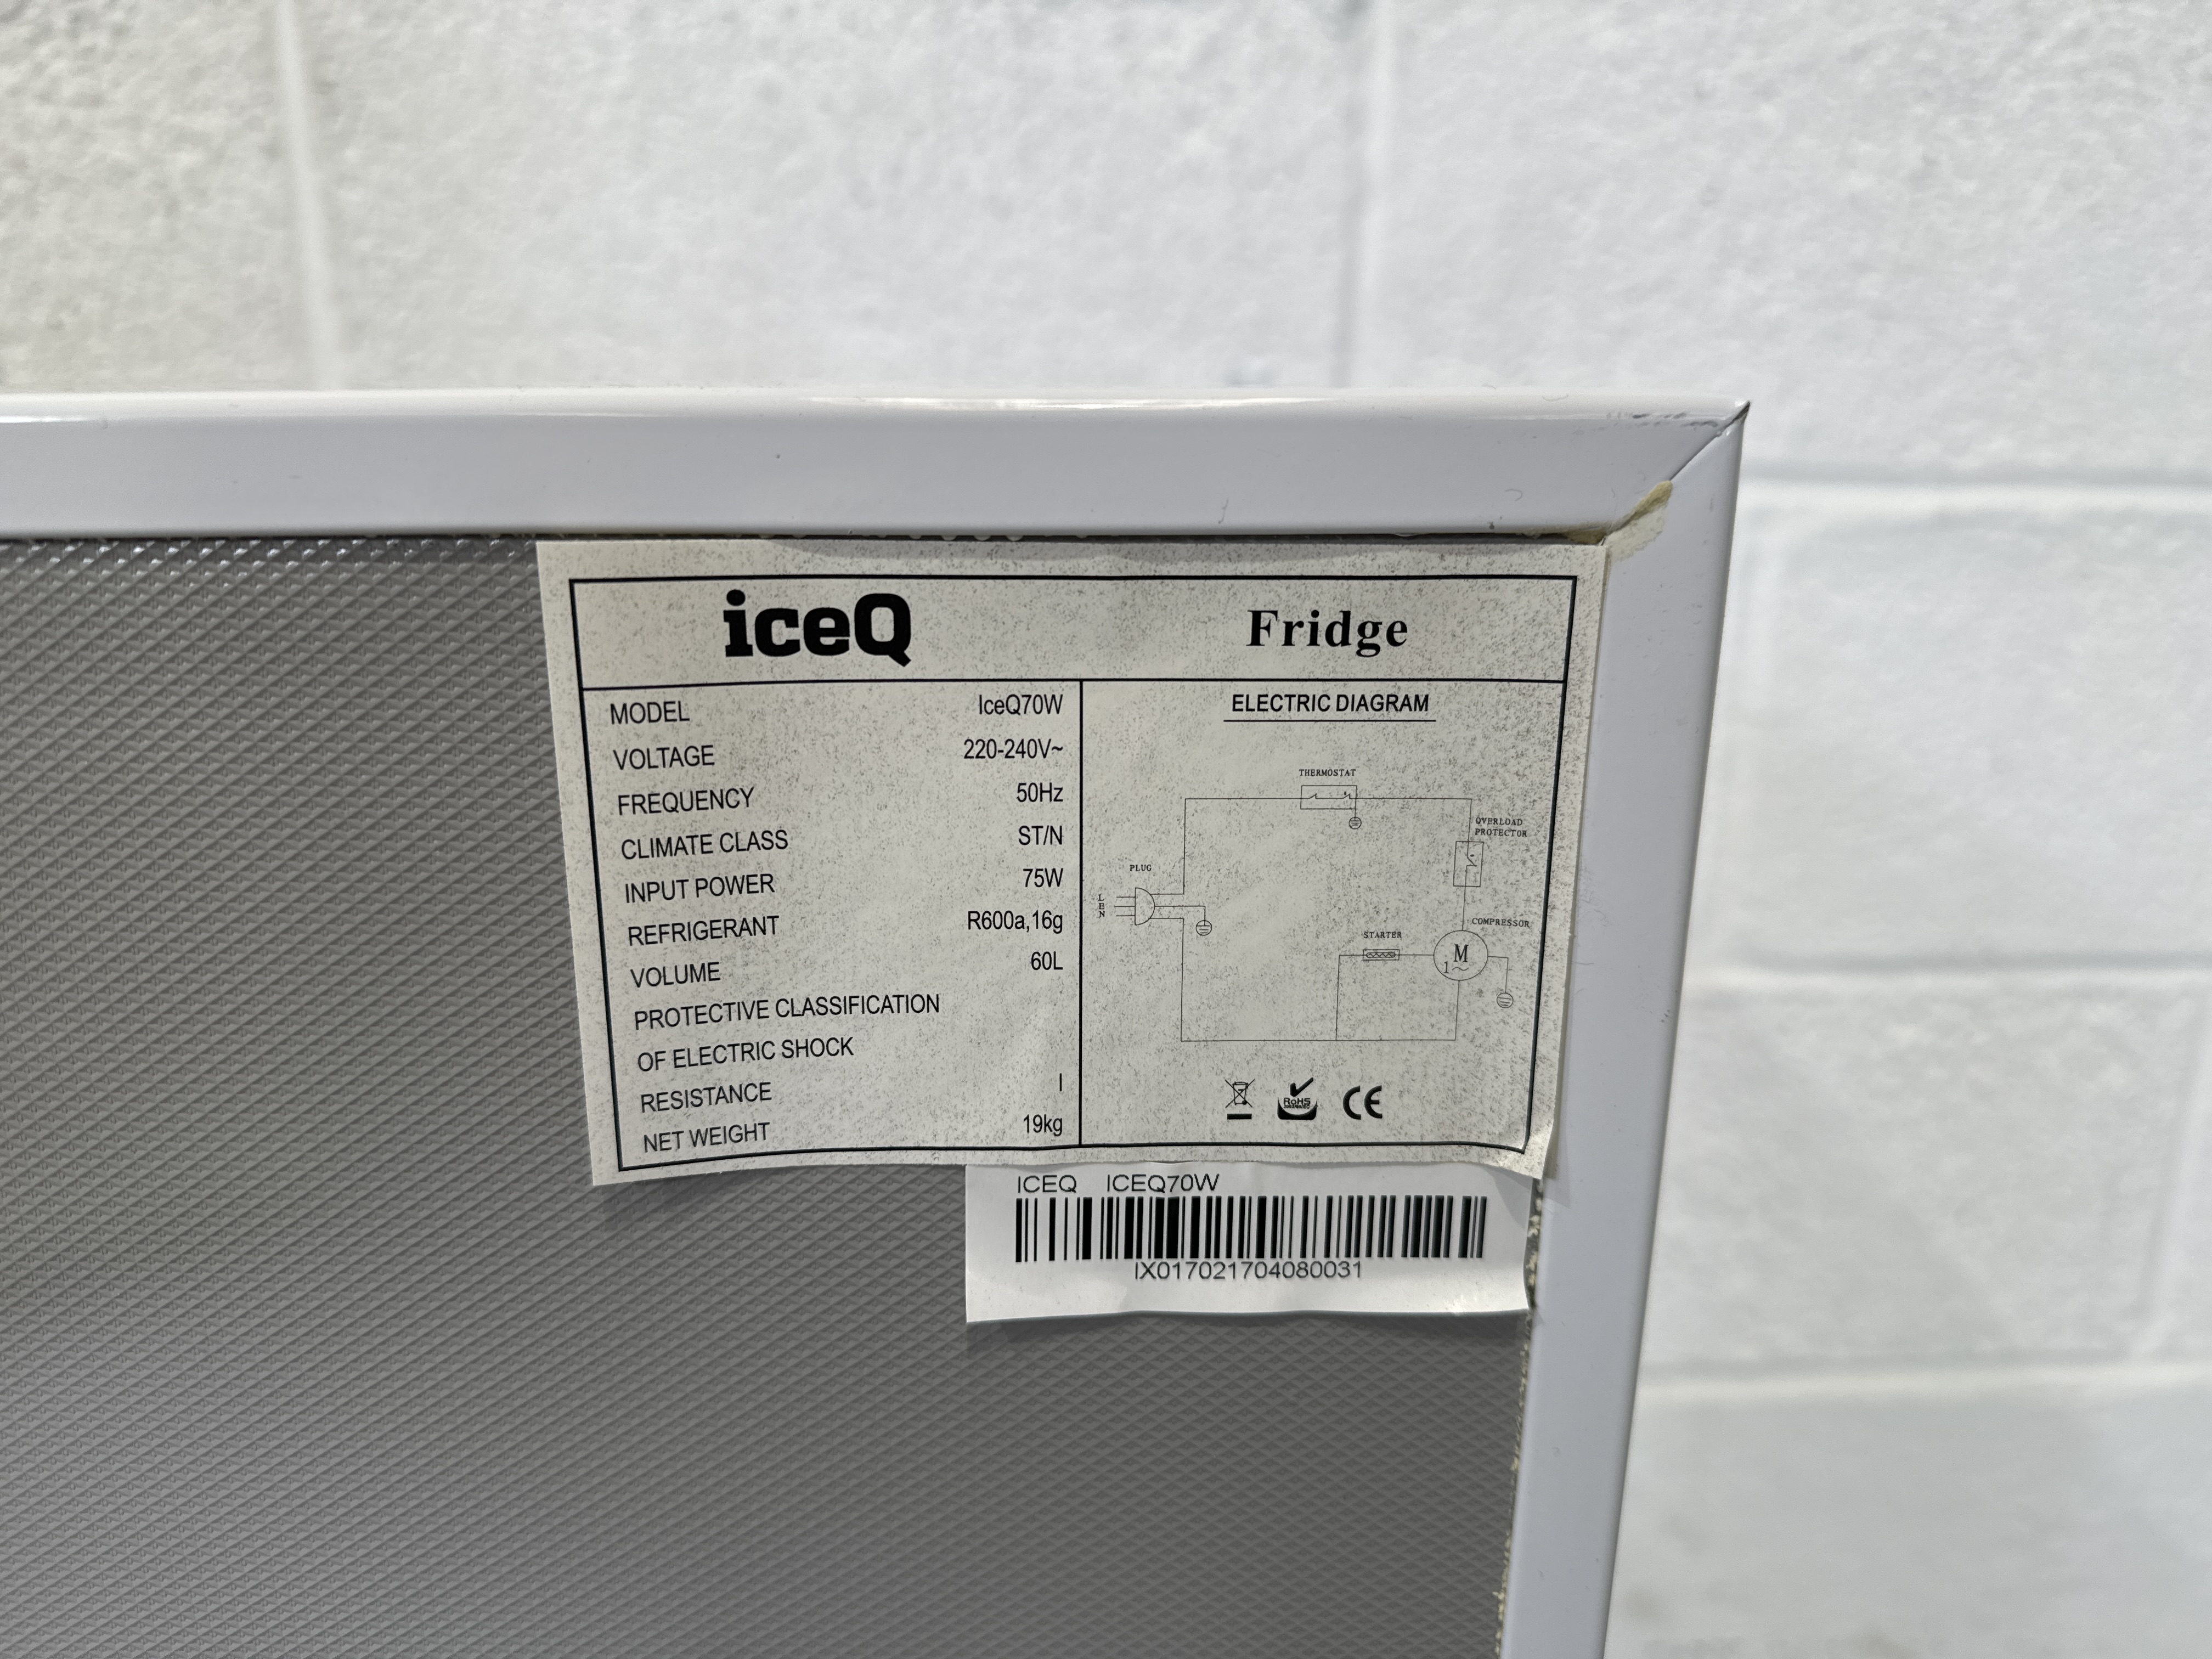 iceQ Fridge
MODEL IceQ70W
VOLTAGE 220-240V~
FREQUENCY 50Hz
CLIMATE CLASS ST/N
INPUT POWER 75W
REFRIGERANT R600a,16g
VOLUME 60L
PROTECTIVE CLASSIFICATION
OF ELECTRIC SHOCK
RESISTANCE I
NET WEIGHT 19kg
ELECTRIC DIAGRAM
THERMOSTAT
OVERLOAD
PROTECTOR
PLUG
L
E
N
COMPRESSOR
STARTER
M
1~
RoHS
CE
ICEQ ICEQ70W
IX017021704080031